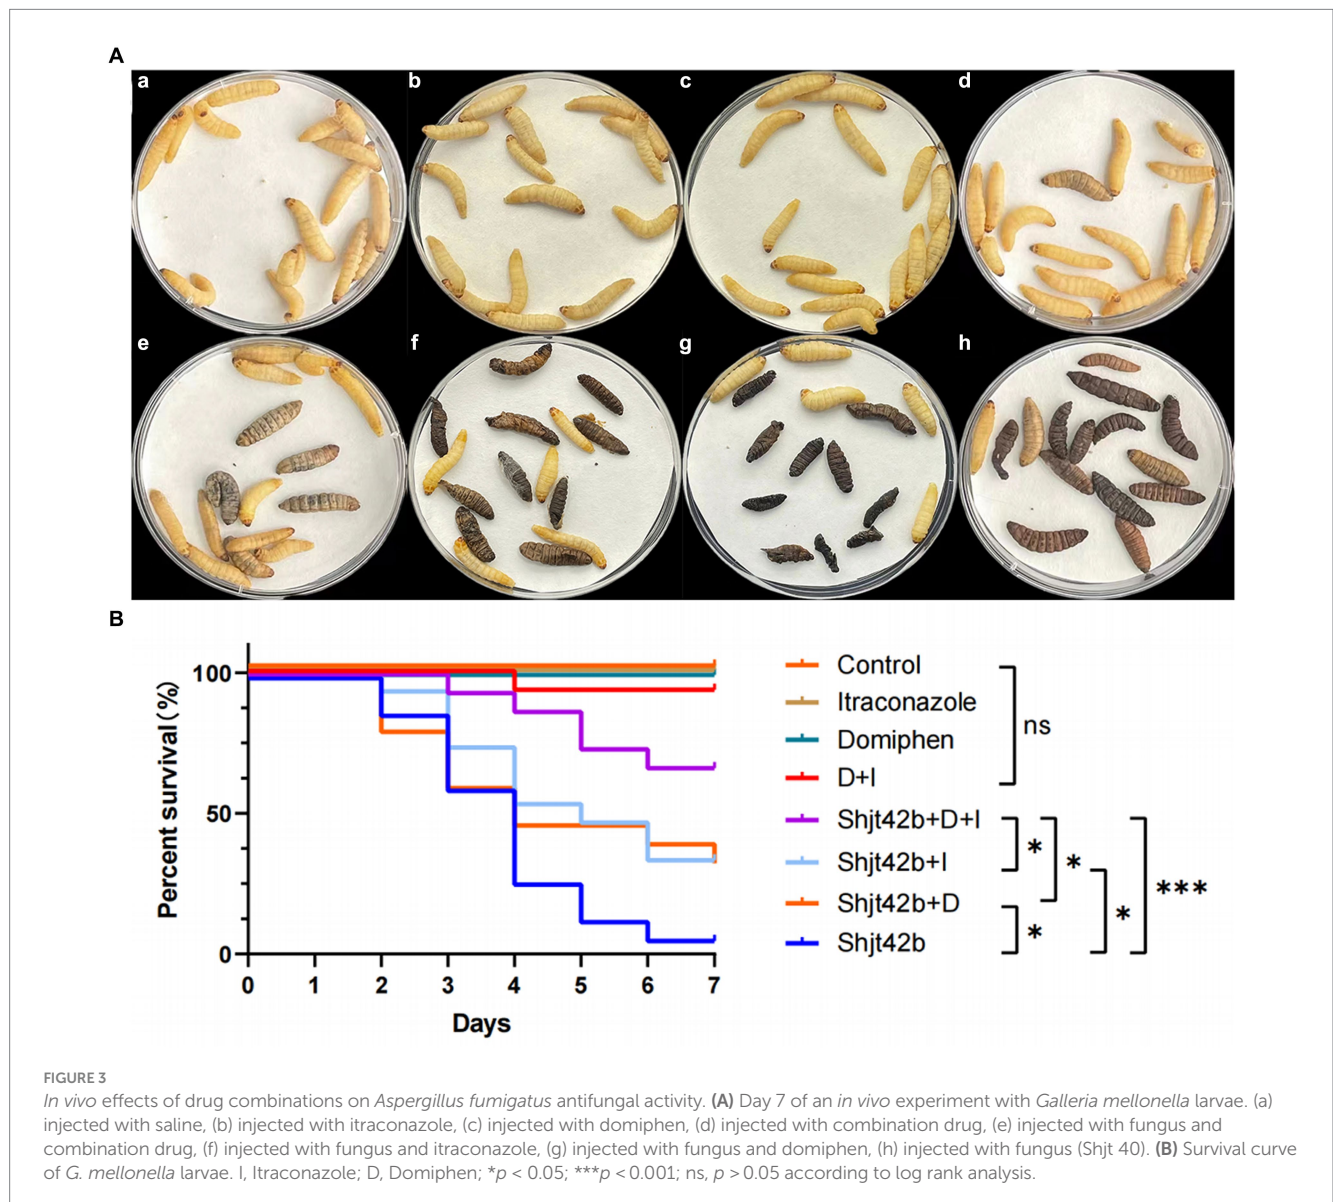 A
a
b
c
d
e
f
g
h
B
Percent survival (%)
100
50
0
0 1 2 3 4 5 6 7
Days
Control
Itraconazole
Domiphen
D+I
ns
Shjt42b+D+I
Shjt42b+I
Shjt42b+D
Shjt42b
*
*
*
*
***
FIGURE 3
In vivo effects of drug combinations on Aspergillus fumigatus antifungal activity. (A) Day 7 of an in vivo experiment with Galleria mellonella larvae. (a)
injected with saline, (b) injected with itraconazole, (c) injected with domiphen, (d) injected with combination drug, (e) injected with fungus and
combination drug, (f) injected with fungus and itraconazole, (g) injected with fungus and domiphen, (h) injected with fungus (Shjt 40). (B) Survival curve
of G. mellonella larvae. I, Itraconazole; D, Domiphen; *p < 0.05; ***p < 0.001; ns, p > 0.05 according to log rank analysis.